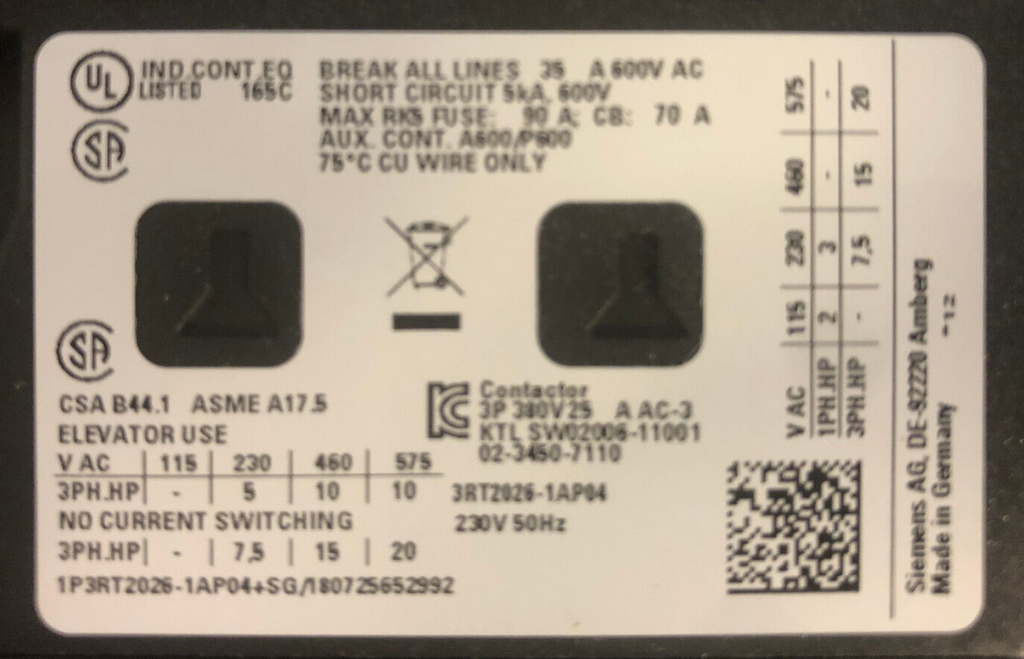 UL IND.CONT.EQ
LISTED 165C
SA
BREAK ALL LINES 35 A 600V AC
SHORT CIRCUIT 5kA, 600V
MAX RK5 FUSE: 90 A; CB: 70 A
AUX. CONT. A600/P600
75°C CU WIRE ONLY
V AC 115 230 460 575
1PH.HP 2 3 - -
3PH.HP - 7,5 15 20
Siemens AG, DE-92220 Amberg
Made in Germany
SA
CSA B44.1 ASME A17.5
ELEVATOR USE
V AC 115 230 460 575
3PH.HP - 5 10 10
NO CURRENT SWITCHING
3PH.HP - 7,5 15 20
1P3RT2026-1AP04+SG/180725652992
Contactor
3P 380V 25 A AC-3
KTL SW02006-11001
02-3450-7110
3RT2026-1AP04
230V 50Hz